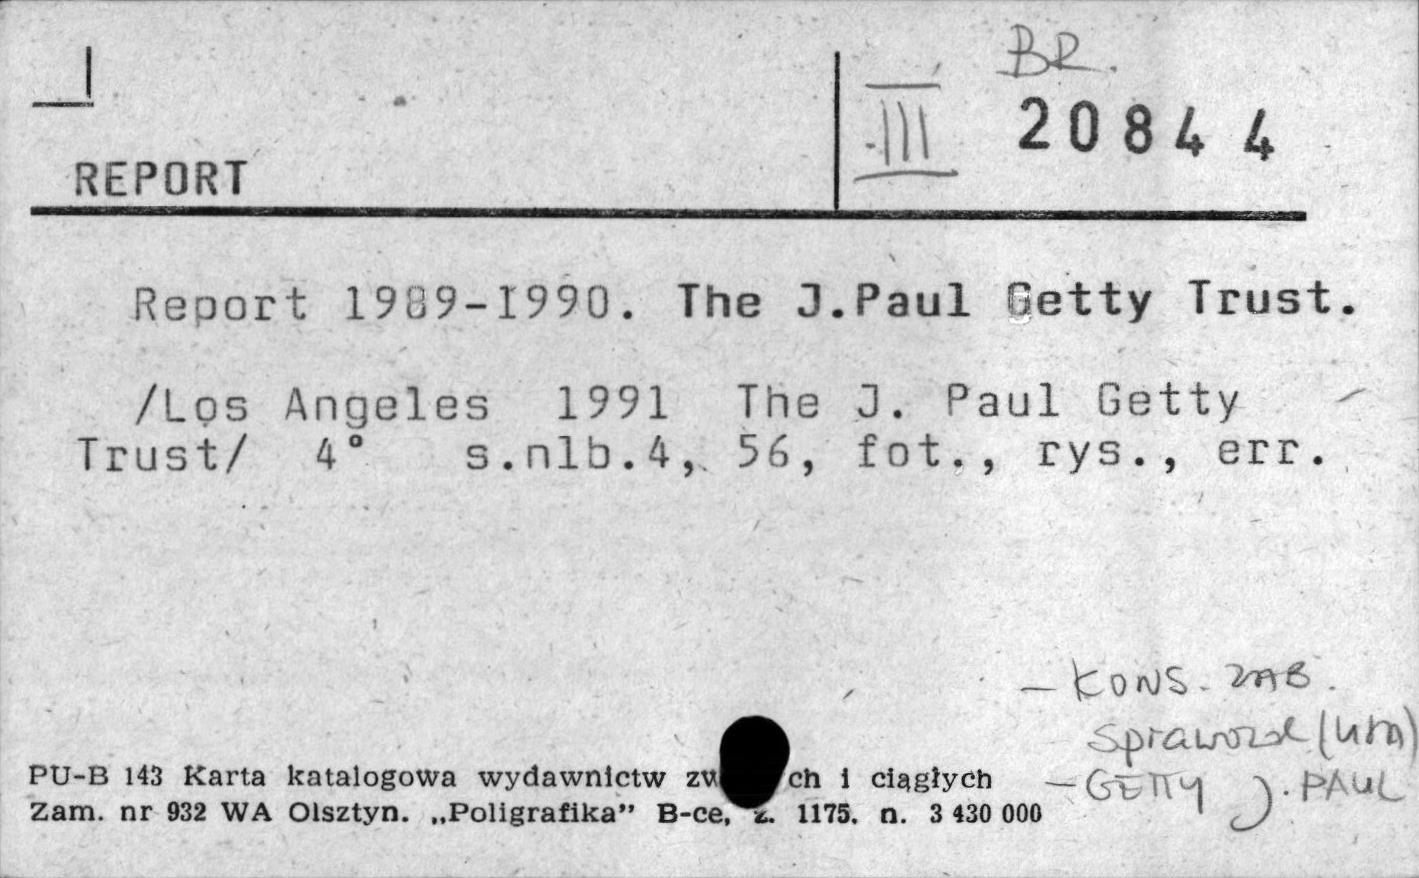 BR.
III 20844
REPORT
Report 1989-1990. The J.Paul Getty Trust.
/Los Angeles 1991 The J. Paul Getty
Trust/ 4° s.nlb.4, 56, fot., rys., err.
– KONS. ZAB.
Sprawozd
PU-B 143 Karta katalogowa wydawnictw ch i ciągłych
– GETTY J. PAUL
Zam. nr 932 WA Olsztyn. „Poligrafika” B-ce, z. 1175. n. 3 430 000